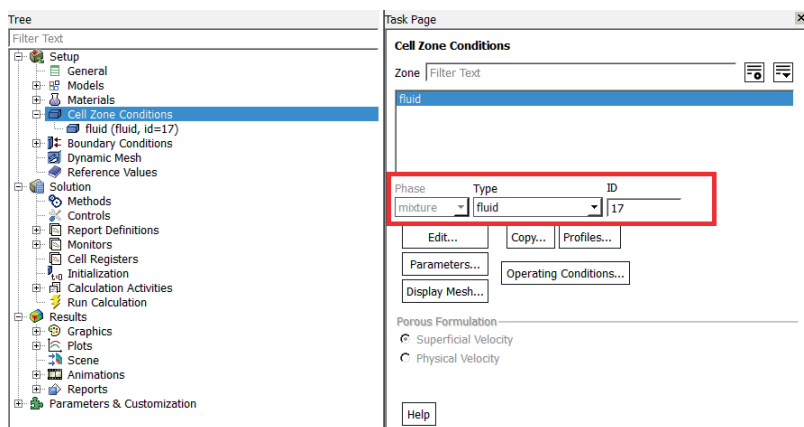 Tree
Filter Text
Setup
General
Models
Materials
Cell Zone Conditions
fluid (fluid, id=17)
Boundary Conditions
Dynamic Mesh
Reference Values
Solution
Methods
Controls
Report Definitions
Monitors
Cell Registers
t=0 Initialization
Calculation Activities
Run Calculation
Results
Graphics
Plots
Scene
Animations
Reports
Parameters & Customization
Task Page
Cell Zone Conditions
Zone Filter Text
fluid
Phase Type ID
mixture fluid 17
Edit... Copy... Profiles...
Parameters... Operating Conditions...
Display Mesh...
Porous Formulation
Superficial Velocity
Physical Velocity
Help